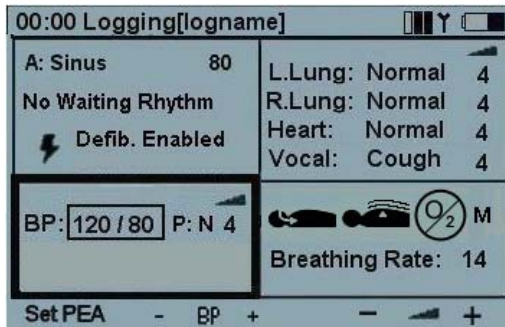 00:00 Logging[logname]
A: Sinus 80
No Waiting Rhythm
Defib. Enabled
L.Lung: Normal 4
R.Lung: Normal 4
Heart: Normal 4
Vocal: Cough 4
BP: 120 / 80 P: N 4
O2 M
Breathing Rate: 14
Set PEA - BP + - +